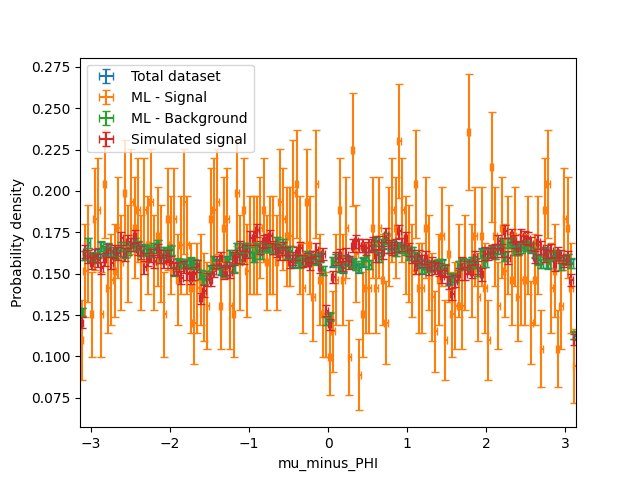 Total dataset
ML - Signal
ML - Background
Simulated signal
Probability density
0.275
0.250
0.225
0.200
0.175
0.150
0.125
0.100
0.075
−3 −2 −1 0 1 2 3
mu_minus_PHI